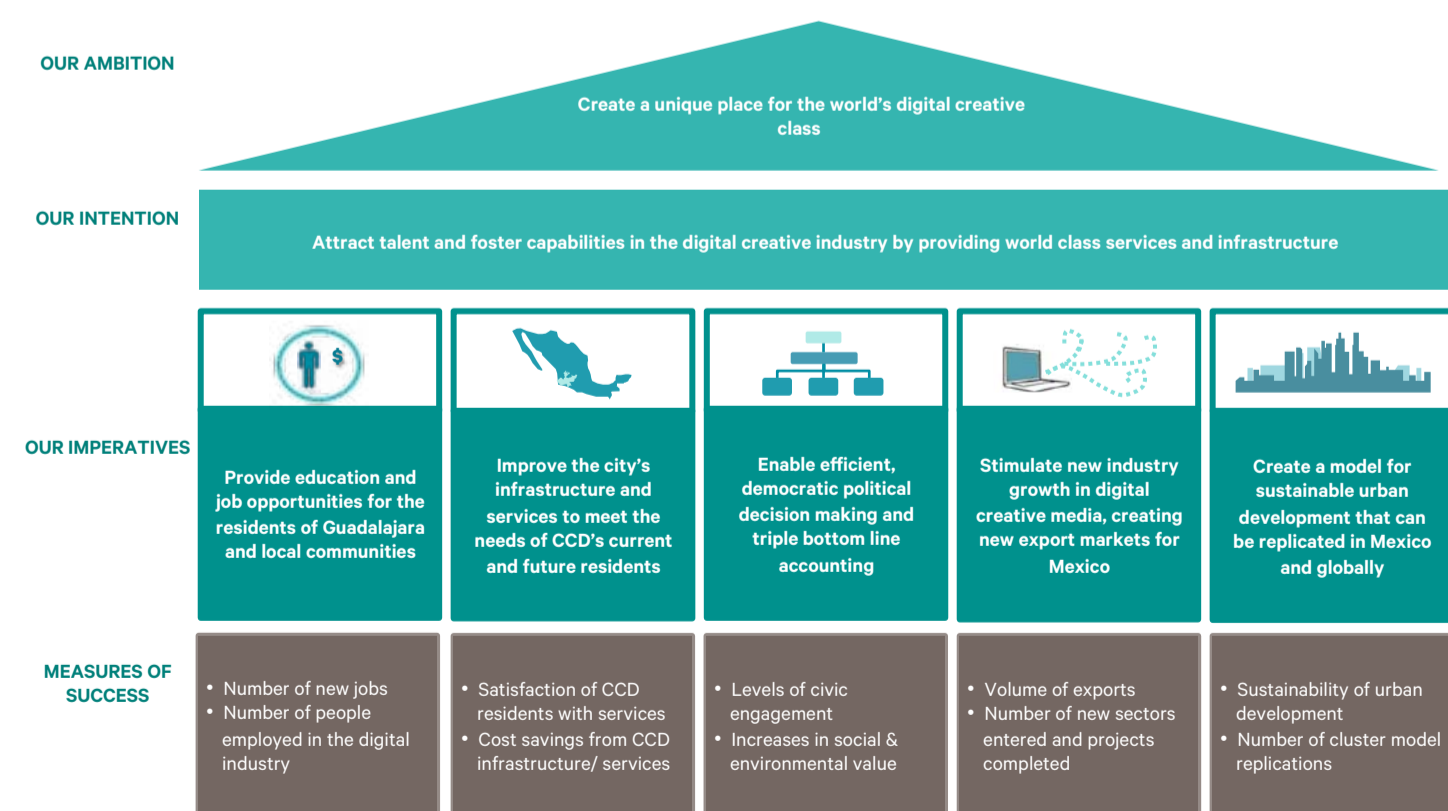 OUR AMBITION
Create a unique place for the world's digital creative
class
OUR INTENTION
Attract talent and foster capabilities in the digital creative industry by providing world class services and infrastructure
$
OUR IMPERATIVES
Provide education and
job opportunities for the
residents of Guadalajara
and local communities
Improve the city's
infrastructure and
services to meet the
needs of CCD's current
and future residents
Enable efficient,
democratic political
decision making and
triple bottom line
accounting
Stimulate new industry
growth in digital
creative media, creating
new export markets for
Mexico
Create a model for
sustainable urban
development that can
be replicated in Mexico
and globally
MEASURES OF
SUCCESS
• Number of new jobs
• Number of people
employed in the digital
industry
• Satisfaction of CCD
residents with services
• Cost savings from CCD
infrastructure/ services
• Levels of civic
engagement
• Increases in social &
environmental value
• Volume of exports
• Number of new sectors
entered and projects
completed
• Sustainability of urban
development
• Number of cluster model
replications